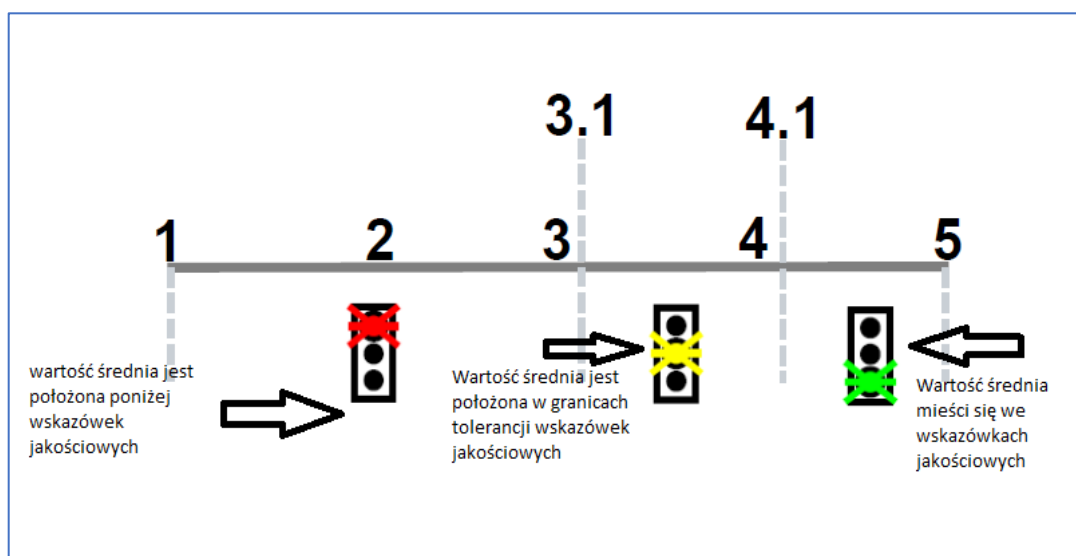 3.1
4.1
1
2
3
4
5
wartość średnia jest
położona poniżej
wskazówek
jakościowych
Wartość średnia jest
położona w granicach
tolerancji wskazówek
jakościowych
Wartość średnia
mieści się we
wskazówkach
jakościowych